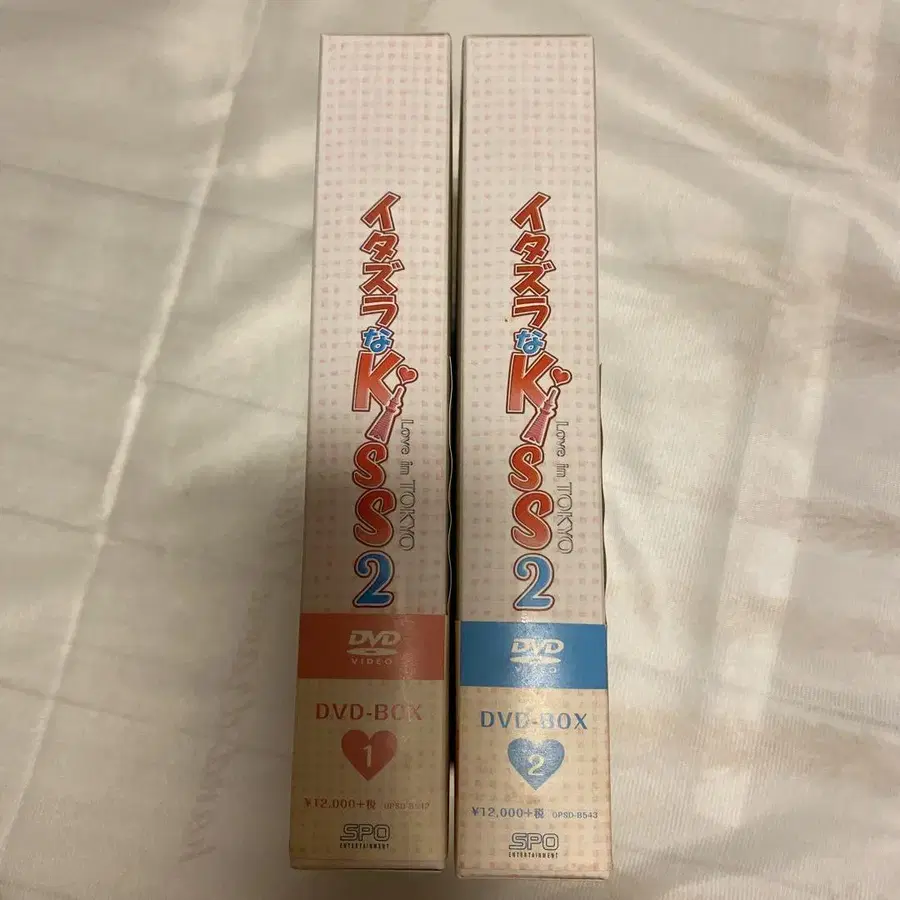 イタズラなKiss2
Love in TOKYO
DVD
VIDEO
DVD-BOX
1
¥12,000+税
SPO
ENTERTAINMENT
イタズラなKiss2
Love in TOKYO
DVD
VIDEO
DVD-BOX
2
¥12,000+税 OPSD-B543
SPO
ENTERTAINMENT